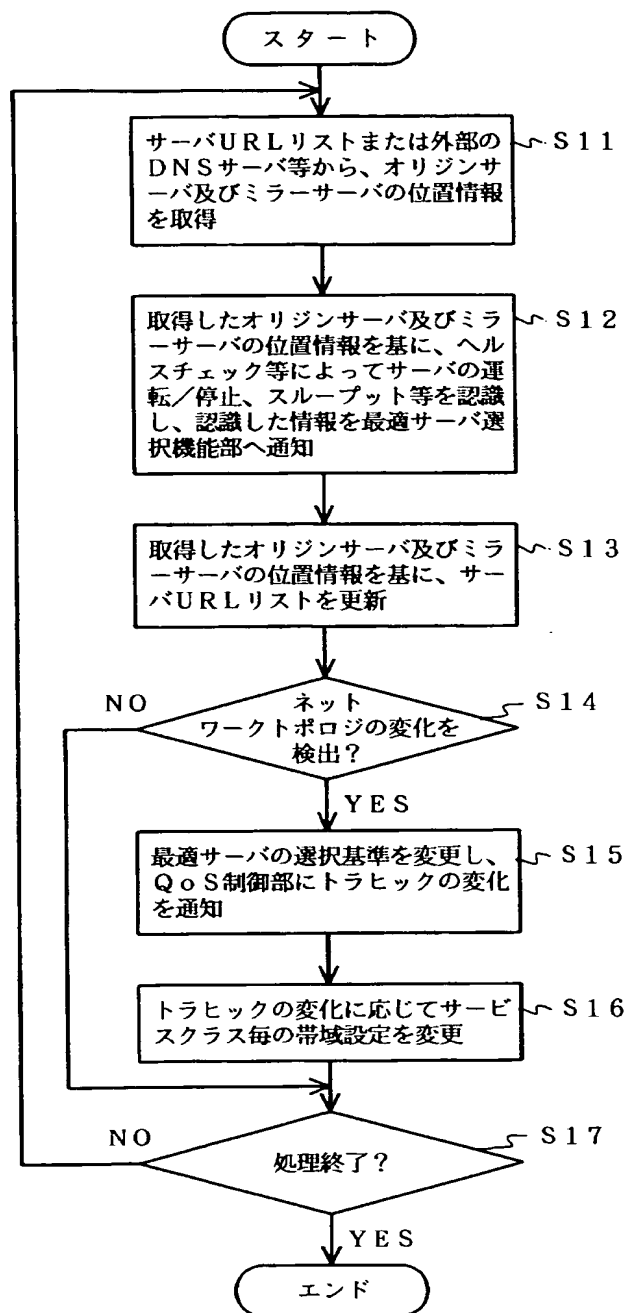 スタート
サーバURLリストまたは外部の
DNSサーバ等から、オリジンサ
ーバ及びミラーサーバの位置情報
を取得
S11
取得したオリジンサーバ及びミラ
ーサーバの位置情報を基に、ヘル
スチェック等によってサーバの運
転／停止、スループット等を認識
し、認識した情報を最適サーバ選
択機能部へ通知
S12
取得したオリジンサーバ及びミラ
ーサーバの位置情報を基に、サー
バURLリストを更新
S13
ネット
ワークトポロジの変化を
検出？
S14
NO
YES
最適サーバの選択基準を変更し、
QoS制御部にトラヒックの変化
を通知
S15
トラヒックの変化に応じてサービ
スクラス毎の帯域設定を変更
S16
処理終了？
S17
NO
YES
エンド